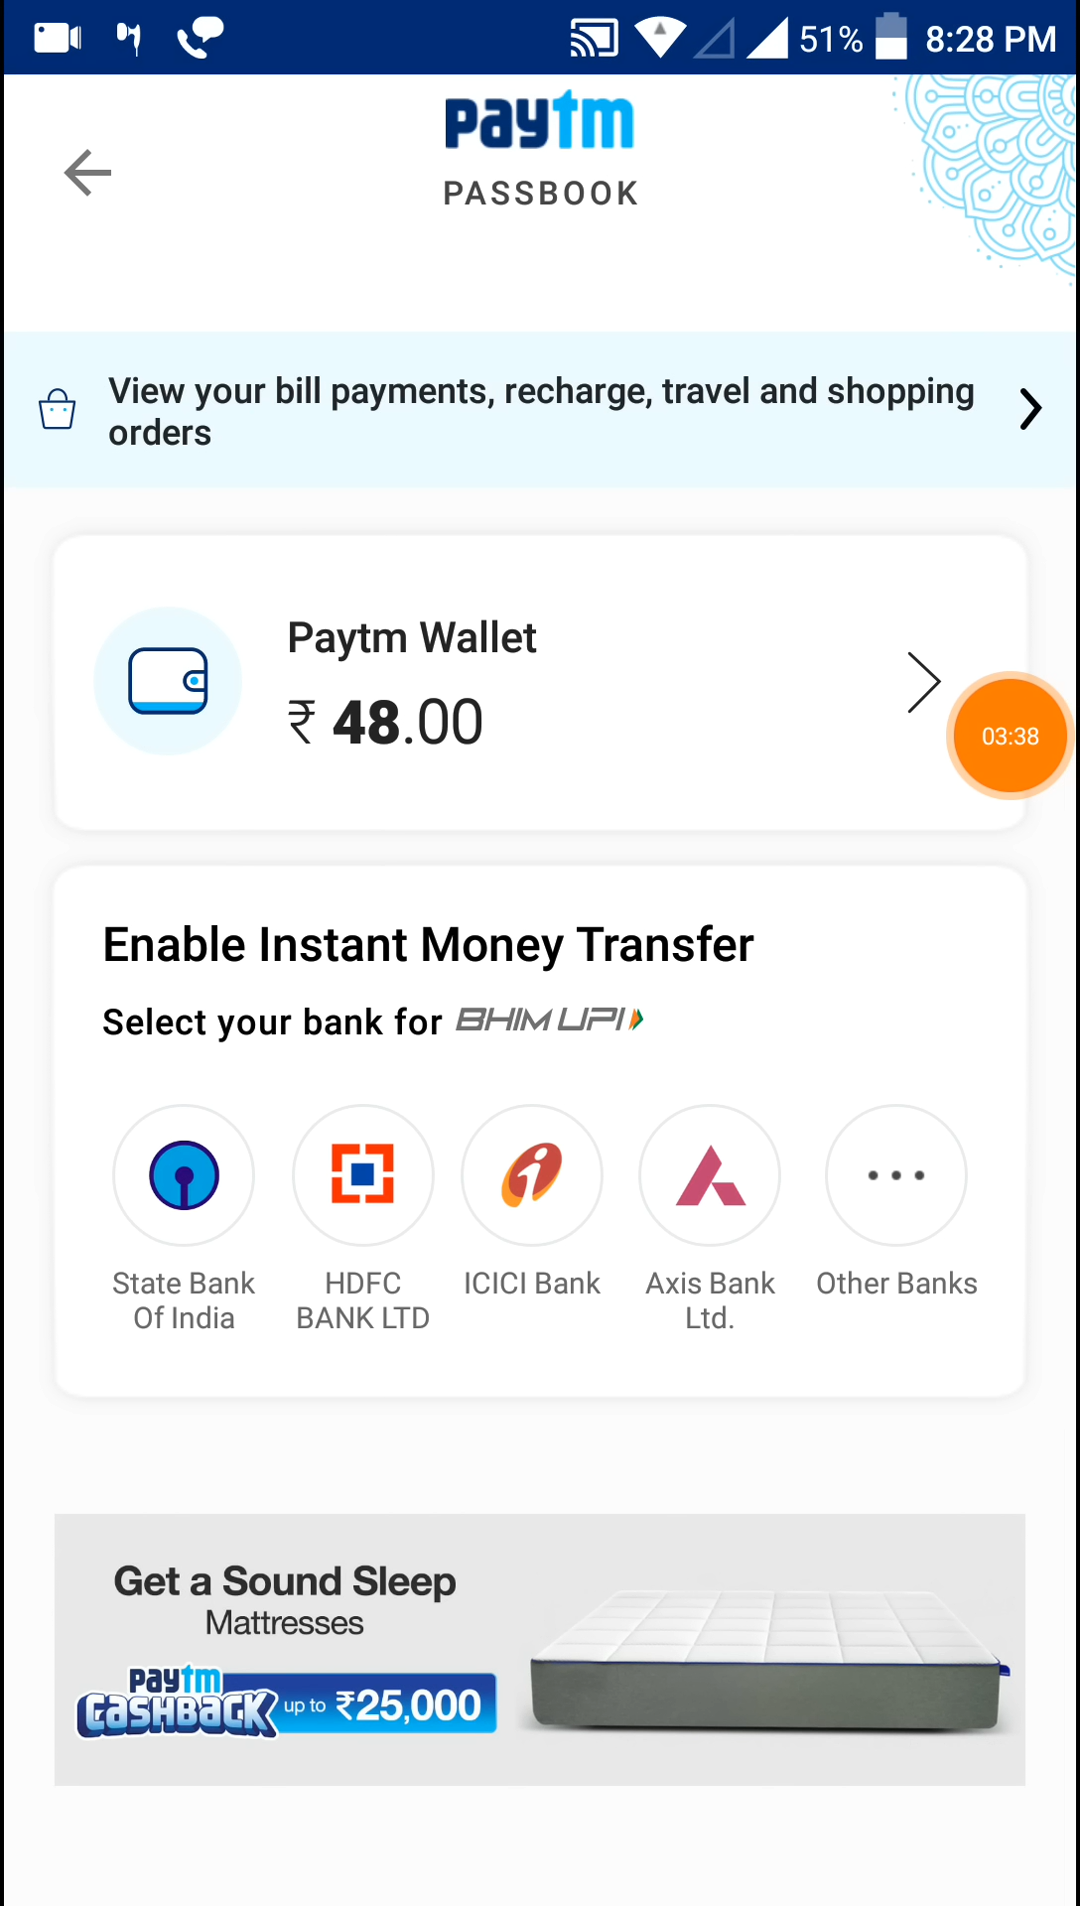 51% 8:28 PM
paytm
PASSBOOK
View your bill payments, recharge, travel and shopping
orders
Paytm Wallet
₹ 48.00
03:38
Enable Instant Money Transfer
Select your bank for BHIM UPI
State Bank
Of India
HDFC
BANK LTD
ICICI Bank
Axis Bank
Ltd.
Other Banks
Get a Sound Sleep
Mattresses
paytm
CASHBACK up to ₹25,000